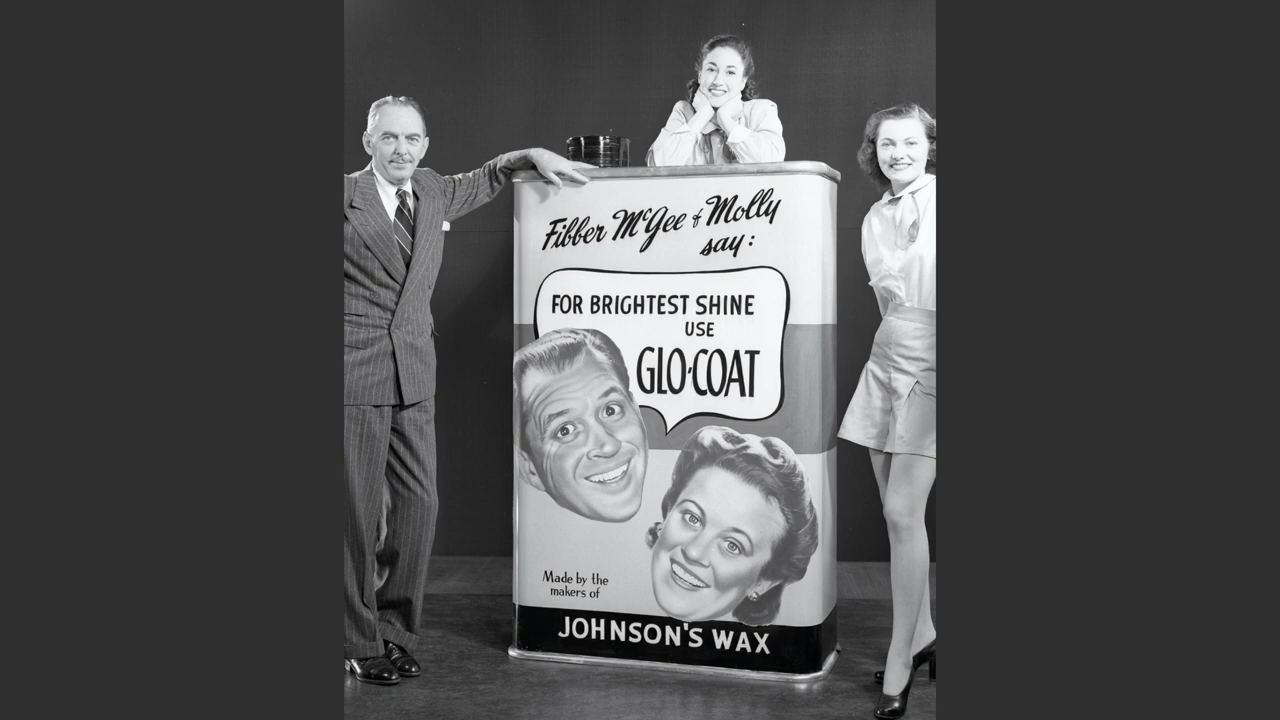 Fibber McGee & Molly
say:
FOR BRIGHTEST SHINE
USE
GLO-COAT
Made by the
makers of
JOHNSON'S WAX